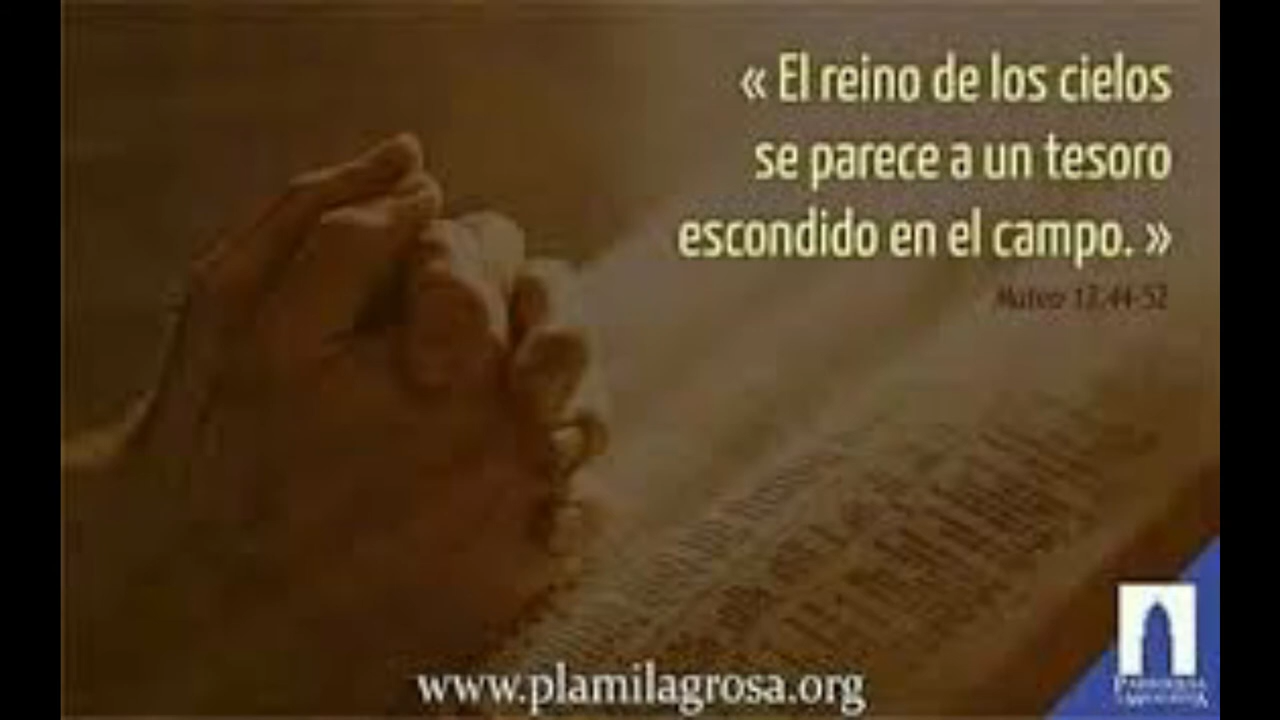 « El reino de los cielos
se parece a un tesoro
escondido en el campo. »
Mateo 13,44-52
www.plamilagrosa.org